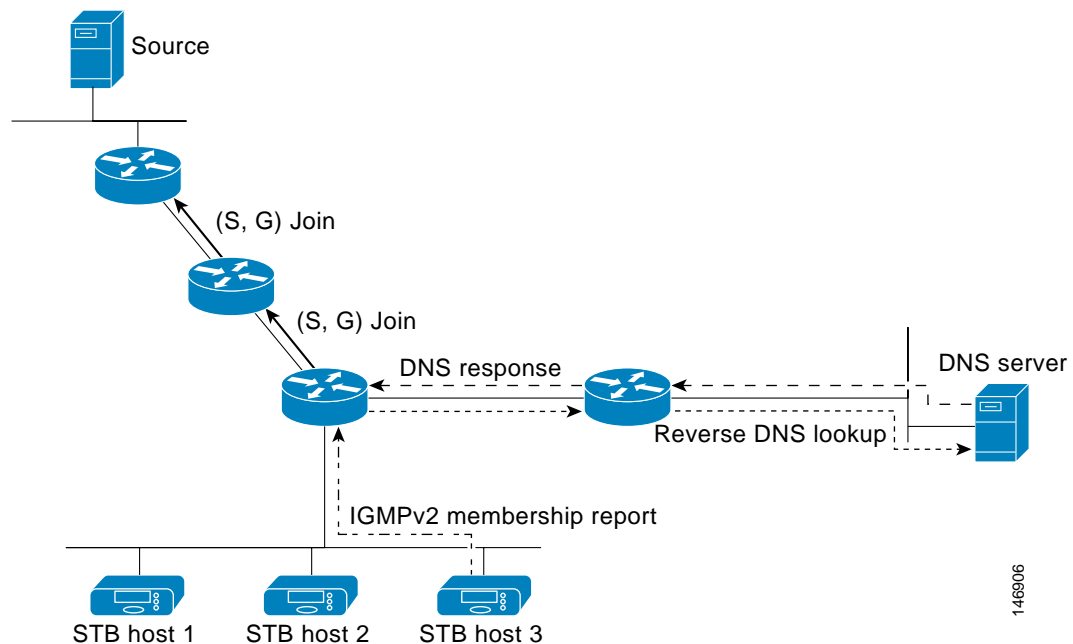 Source
(S, G) Join
(S, G) Join
DNS response
DNS server
Reverse DNS lookup
IGMPv2 membership report
STB host 1
STB host 2
STB host 3
146906